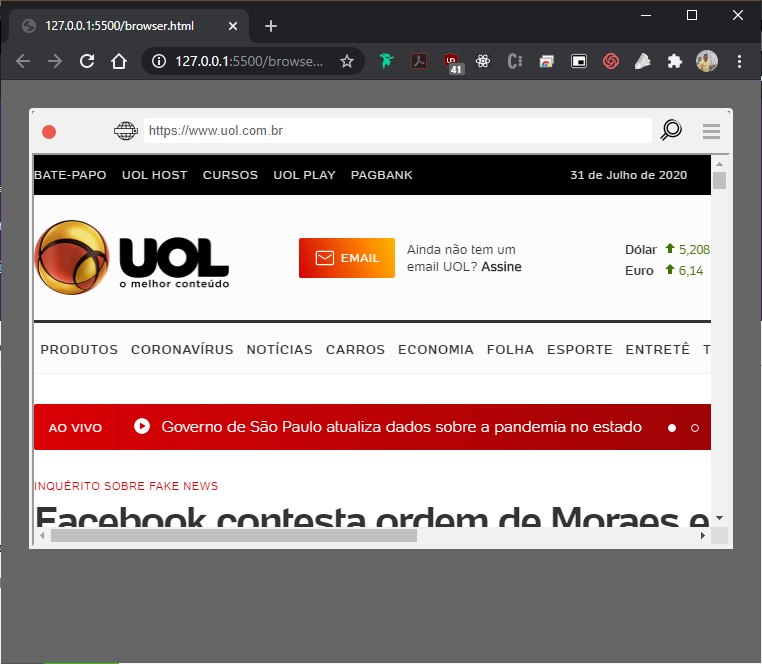 127.0.0.1:5500/browser.html
127.0.0.1:5500/browse...
41
https://www.uol.com.br
BATE-PAPO UOL HOST CURSOS UOL PLAY PAGBANK 31 de Julho de 2020
UOL
o melhor conteúdo
EMAIL
Ainda não tem um
email UOL? Assine
Dólar 5,208
Euro 6,14
PRODUTOS CORONAVÍRUS NOTÍCIAS CARROS ECONOMIA FOLHA ESPORTE ENTRETÊ T
AO VIVO Governo de São Paulo atualiza dados sobre a pandemia no estado
INQUÉRITO SOBRE FAKE NEWS
Facebook contesta ordem de Moraes e